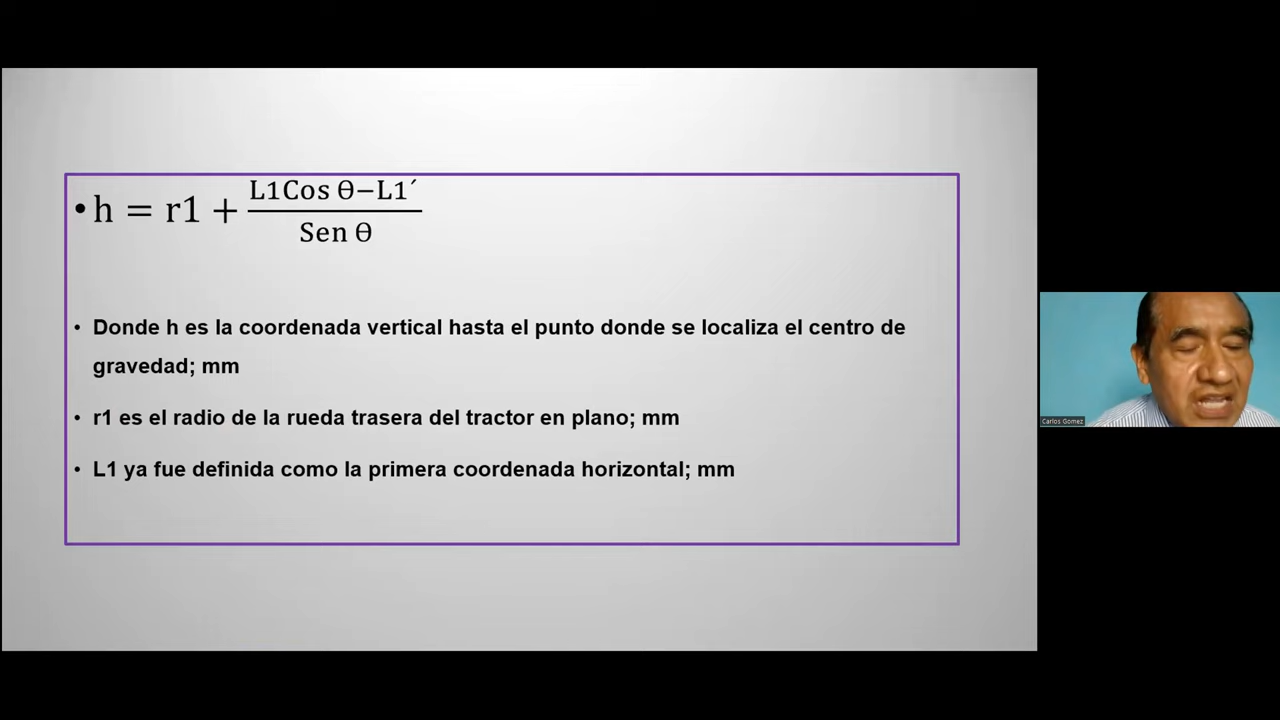 • h = r1 + (L1Cos Ɵ−L1´)/(Sen Ɵ)
• Donde h es la coordenada vertical hasta el punto donde se localiza el centro de
gravedad; mm
• r1 es el radio de la rueda trasera del tractor en plano; mm
• L1 ya fue definida como la primera coordenada horizontal; mm
Carlos Gomez